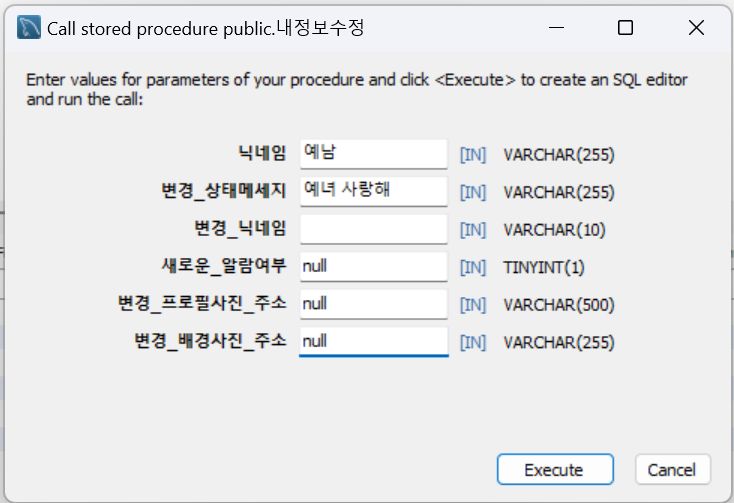 Call stored procedure public.내정보수정
Enter values for parameters of your procedure and click <Execute> to create an SQL editor
and run the call:
닉네임 예남 [IN] VARCHAR(255)
변경_상태메세지 예녀 사랑해 [IN] VARCHAR(255)
변경_닉네임 [IN] VARCHAR(10)
새로운_알람여부 null [IN] TINYINT(1)
변경_프로필사진_주소 null [IN] VARCHAR(500)
변경_배경사진_주소 null [IN] VARCHAR(255)
Execute Cancel